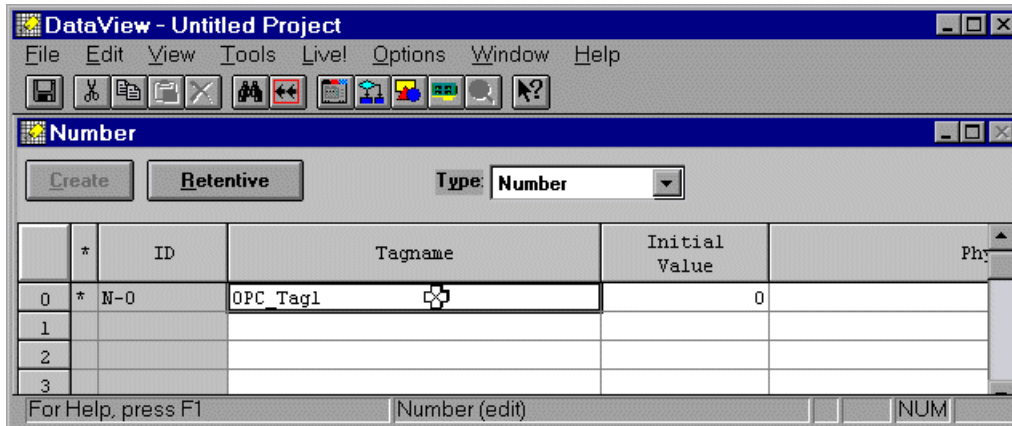 DataView - Untitled Project
File Edit View Tools Live! Options Window Help
Number
Create Retentive Type: Number
* ID Tagname Initial Value Phy
0 * N-0 OPC_Tag1 0
1
2
3
For Help, press F1 Number (edit) NUM